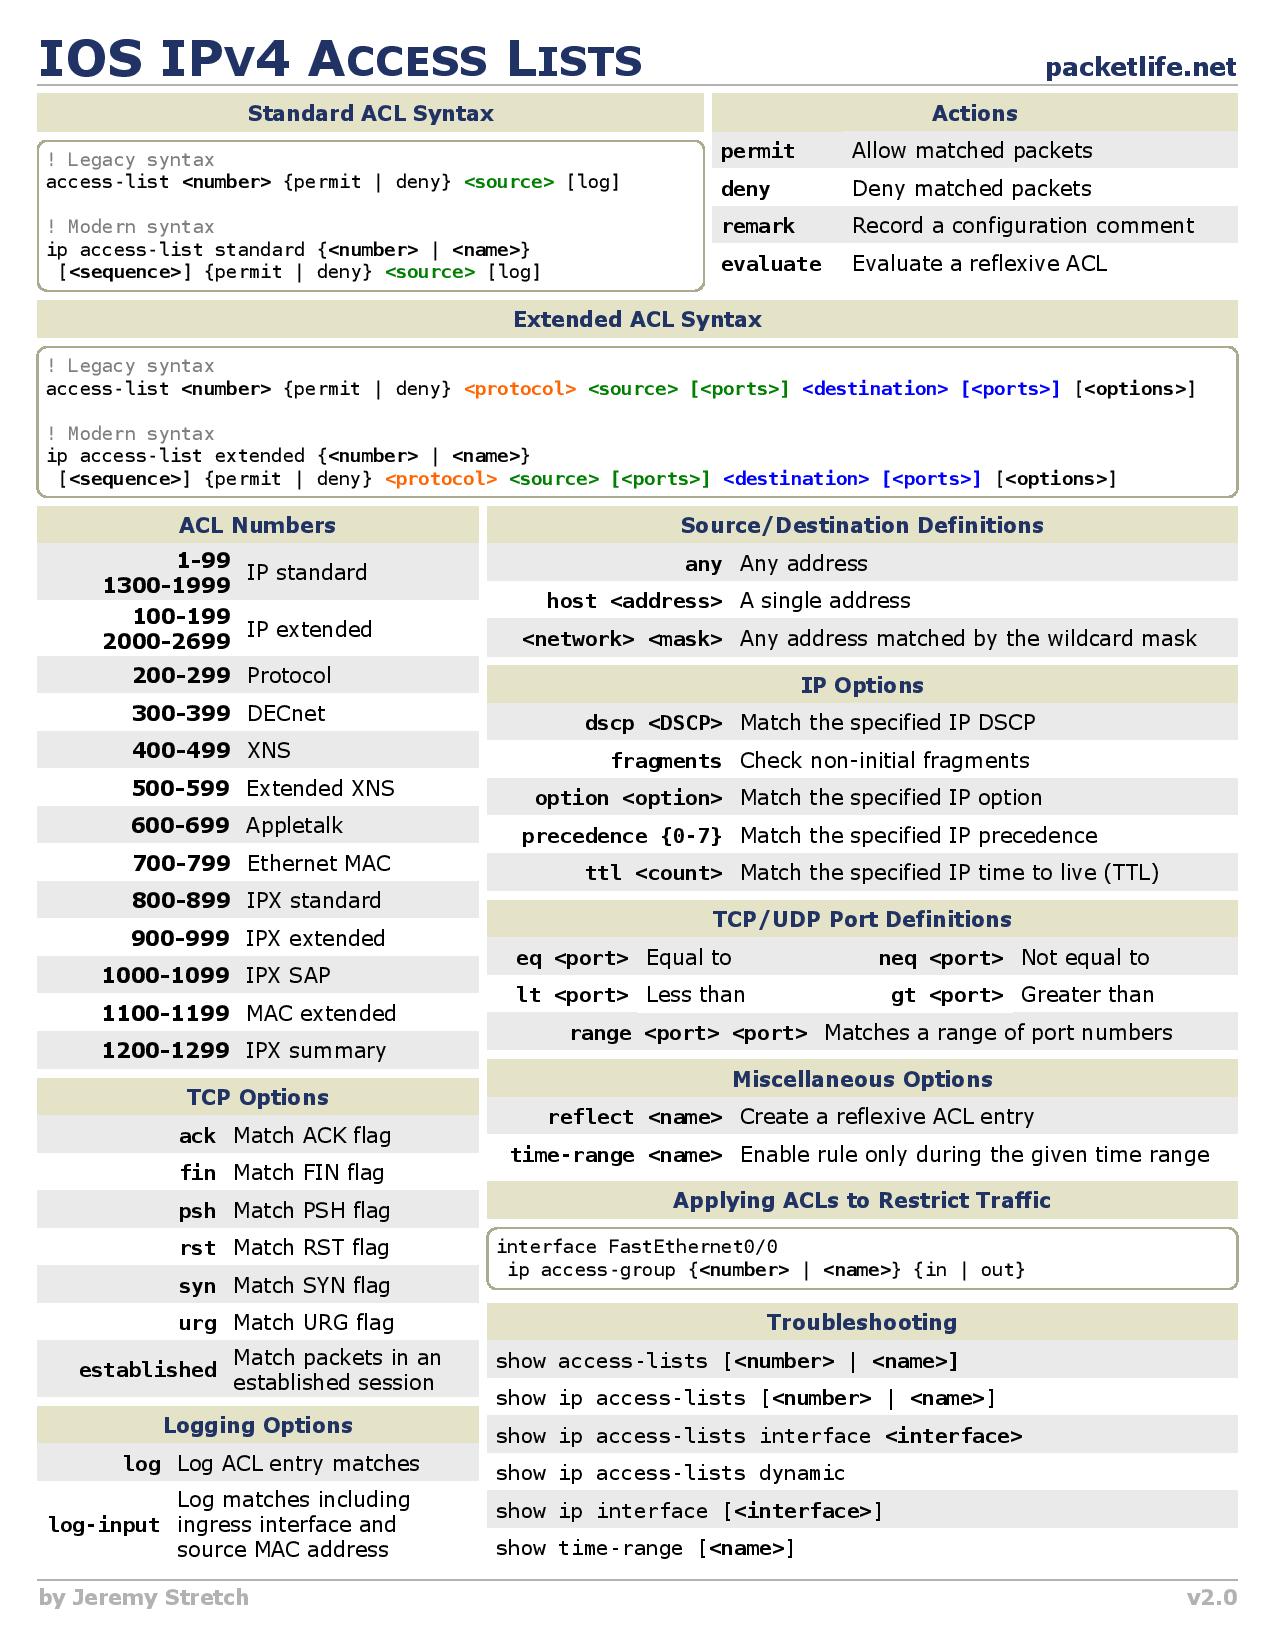 IOS IPv4 Access Lists
packetlife.net
Standard ACL Syntax
! Legacy syntax
access-list <number> {permit | deny} <source> [log]
! Modern syntax
ip access-list standard {<number> | <name>}
[<sequence>] {permit | deny} <source> [log]
Actions
permit Allow matched packets
deny Deny matched packets
remark Record a configuration comment
evaluate Evaluate a reflexive ACL
Extended ACL Syntax
! Legacy syntax
access-list <number> {permit | deny} <protocol> <source> [<ports>] <destination> [<ports>] [<options>]
! Modern syntax
ip access-list extended {<number> | <name>}
[<sequence>] {permit | deny} <protocol> <source> [<ports>] <destination> [<ports>] [<options>]
ACL Numbers
1-99
1300-1999 IP standard
100-199
2000-2699 IP extended
200-299 Protocol
300-399 DECnet
400-499 XNS
500-599 Extended XNS
600-699 Appletalk
700-799 Ethernet MAC
800-899 IPX standard
900-999 IPX extended
1000-1099 IPX SAP
1100-1199 MAC extended
1200-1299 IPX summary
TCP Options
ack Match ACK flag
fin Match FIN flag
psh Match PSH flag
rst Match RST flag
syn Match SYN flag
urg Match URG flag
established Match packets in an
established session
Logging Options
log Log ACL entry matches
log-input Log matches including
ingress interface and
source MAC address
Source/Destination Definitions
any Any address
host <address> A single address
<network> <mask> Any address matched by the wildcard mask
IP Options
dscp <DSCP> Match the specified IP DSCP
fragments Check non-initial fragments
option <option> Match the specified IP option
precedence {0-7} Match the specified IP precedence
ttl <count> Match the specified IP time to live (TTL)
TCP/UDP Port Definitions
eq <port> Equal to neq <port> Not equal to
lt <port> Less than gt <port> Greater than
range <port> <port> Matches a range of port numbers
Miscellaneous Options
reflect <name> Create a reflexive ACL entry
time-range <name> Enable rule only during the given time range
Applying ACLs to Restrict Traffic
interface FastEthernet0/0
ip access-group {<number> | <name>} {in | out}
Troubleshooting
show access-lists [<number> | <name>]
show ip access-lists [<number> | <name>]
show ip access-lists interface <interface>
show ip access-lists dynamic
show ip interface [<interface>]
show time-range [<name>]
by Jeremy Stretch
v2.0